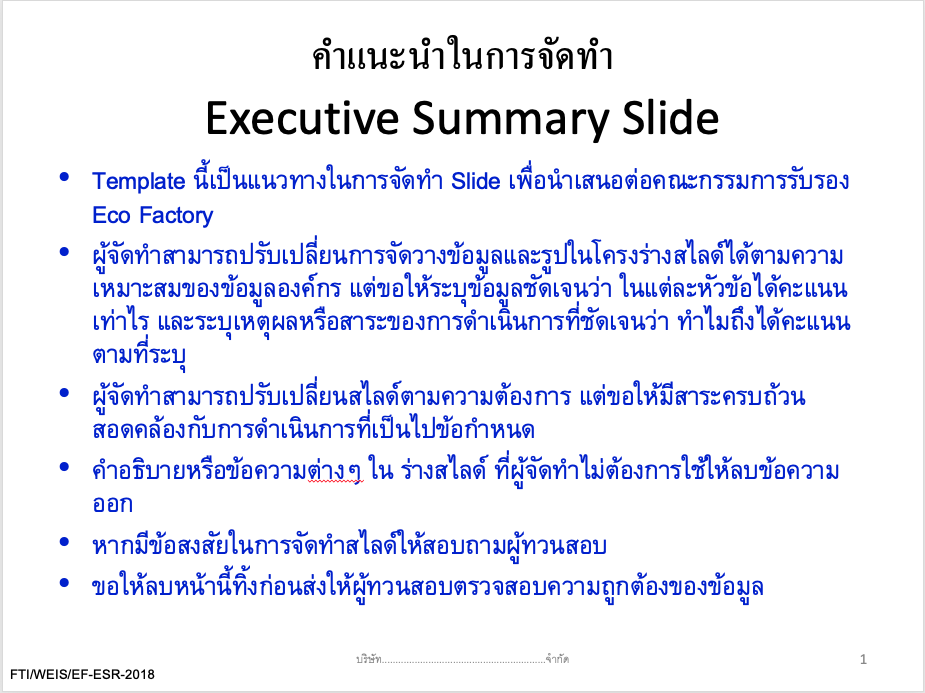 คำแนะนำในการจัดทำ
Executive Summary Slide
• Template นี้เป็นแนวทางในการจัดทำ Slide เพื่อนำเสนอต่อคณะกรรมการรับรอง
Eco Factory
• ผู้จัดทำสามารถปรับเปลี่ยนการจัดวางข้อมูลและรูปในโครงร่างสไลด์ได้ตามความ
เหมาะสมของข้อมูลองค์กร แต่ขอให้ระบุข้อมูลชัดเจนว่า ในแต่ละหัวข้อได้คะแนน
เท่าไร และระบุเหตุผลหรือสาระของการดำเนินการที่ชัดเจนว่า ทำไมถึงได้คะแนน
ตามที่ระบุ
• ผู้จัดทำสามารถปรับเปลี่ยนสไลด์ตามความต้องการ แต่ขอให้มีสาระครบถ้วน
สอดคล้องกับการดำเนินการที่เป็นไปข้อกำหนด
• คำอธิบายหรือข้อความต่างๆ ใน ร่างสไลด์ ที่ผู้จัดทำไม่ต้องการใช้ให้ลบข้อความ
ออก
• หากมีข้อสงสัยในการจัดทำสไลด์ให้สอบถามผู้ทวนสอบ
• ขอให้ลบหน้านี้ทิ้งก่อนส่งให้ผู้ทวนสอบตรวจสอบความถูกต้องของข้อมูล
บริษัท............................................................จำกัด
1
FTI/WEIS/EF-ESR-2018